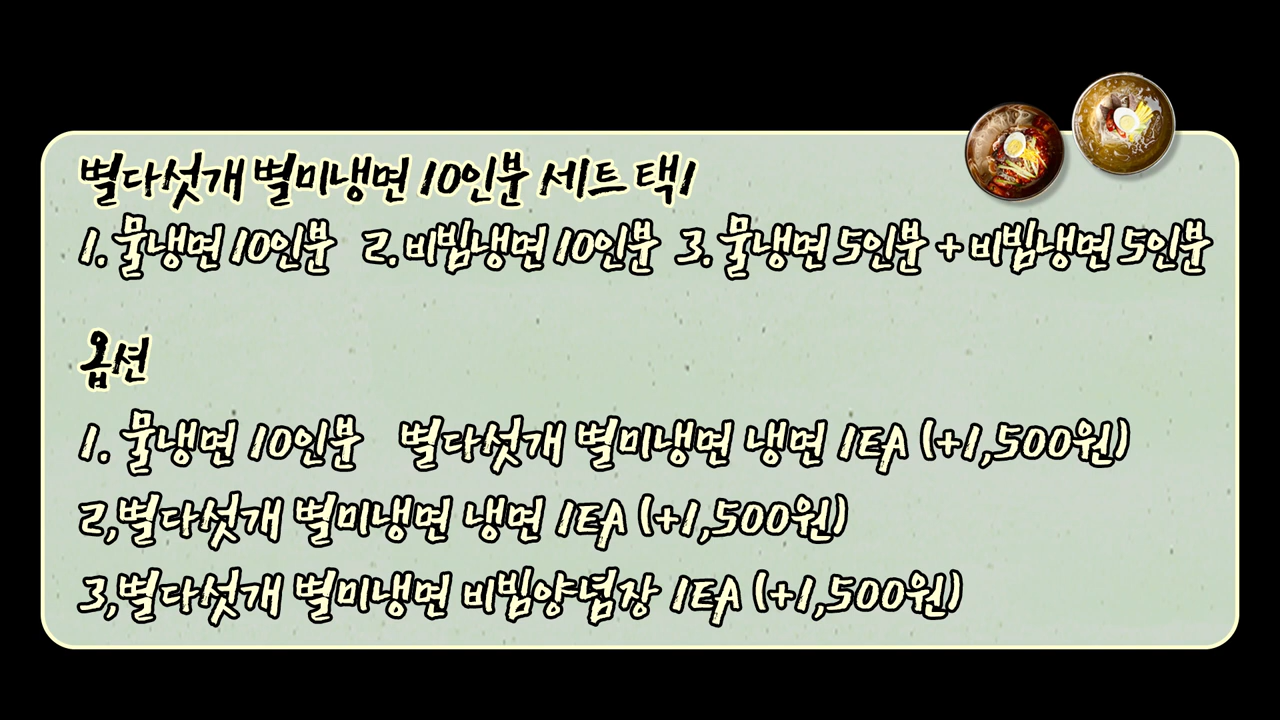 별다섯개 별미냉면 10인분 세트 택1
1. 물냉면 10인분 2. 비빔냉면 10인분 3. 물냉면 5인분 + 비빔냉면 5인분
옵션
1. 물냉면 10인분 별다섯개 별미냉면 냉면 1EA (+1,500원)
2,별다섯개 별미냉면 냉면 1EA (+1,500원)
3,별다섯개 별미냉면 비빔양념장 1EA (+1,500원)